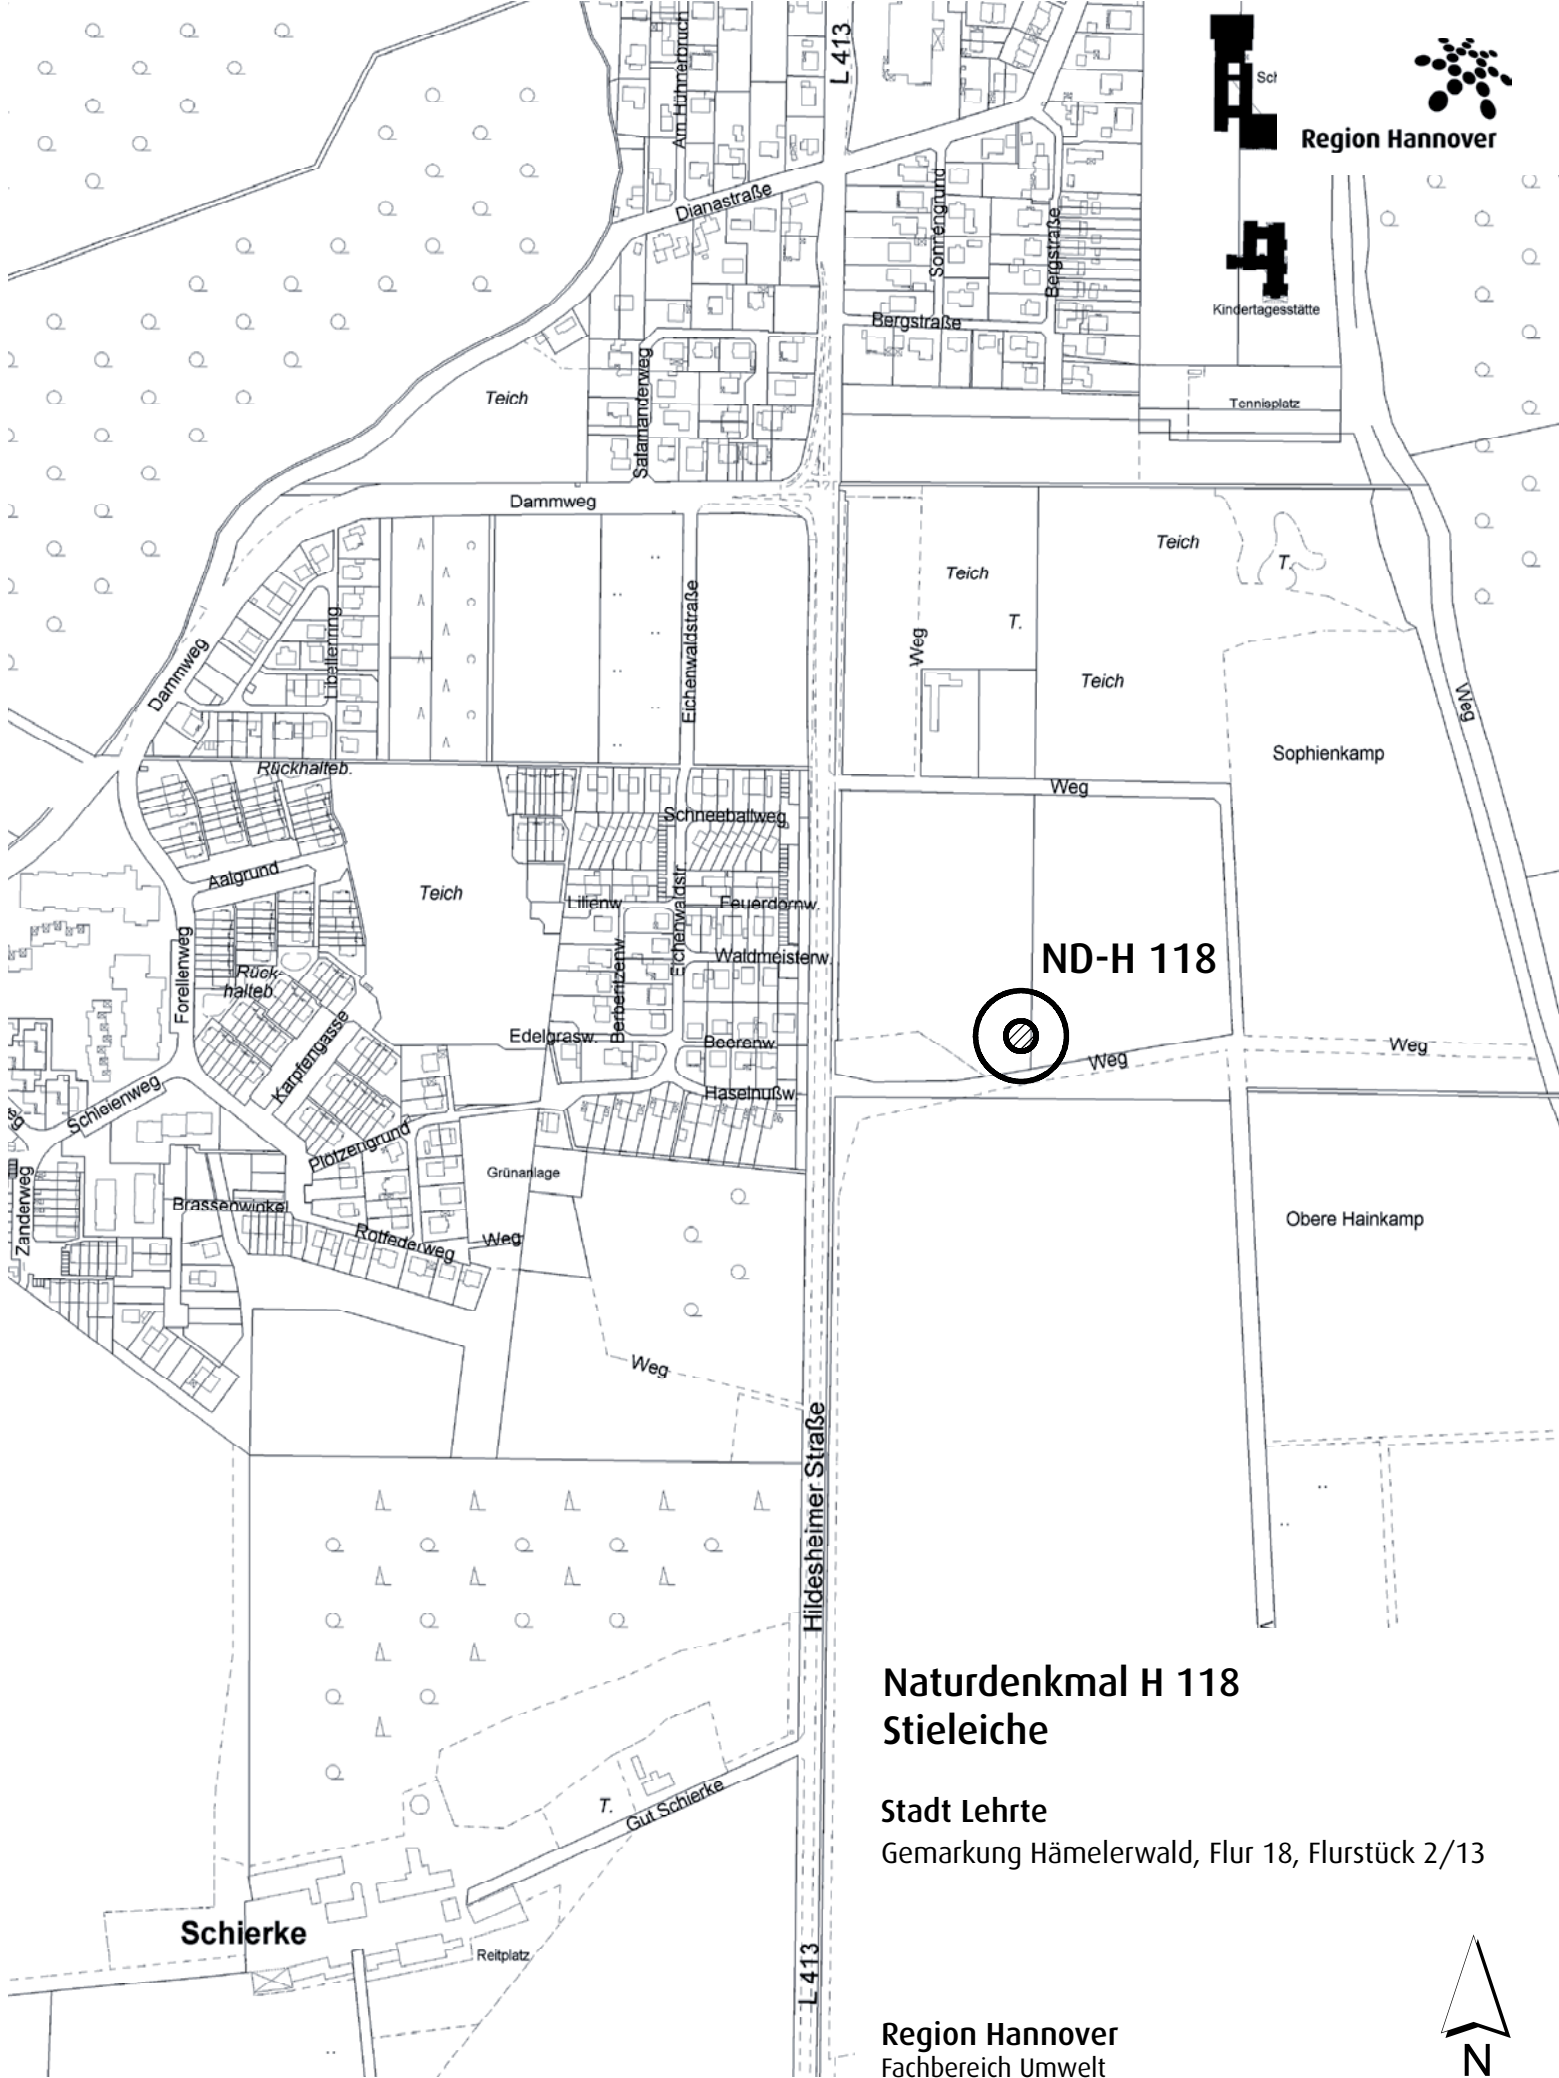 L 413
Am Hühnerbruch
Sch
Region Hannover
Dianastraße
Sonnengrund
Bergstraße
Bergstraße
Kindertagesstätte
Salamanderweg
Teich
Tennisplatz
Dammweg
Teich
Teich
T.
T.
Weg
Eichenwaldstraße
Libellenring
Dammweg
Teich
Weg
Sophienkamp
Rückhalteb.
Weg
Schneeballweg
Aalgrund
Teich
Lilienw.
Feuerdornw.
Eichenwaldstr.
Forellenweg
Berberitzenw.
Waldmeisterw.
ND-H 118
Rück-
halteb.
Karpfengasse
Edelgrasw.
Beerenw.
Weg
Weg
Schleienweg
Haselnußw.
Plötzengrund
Zanderweg
Grünanlage
Brassenwinkel
Rotfederweg
Weg
Obere Hainkamp
Weg
Hildesheimer Straße
Naturdenkmal H 118
Stieleiche
T.
Gut Schierke
Stadt Lehrte
Gemarkung Hämelerwald, Flur 18, Flurstück 2/13
Schierke
Reitplatz
L 413
Region Hannover
Fachbereich Umwelt
N